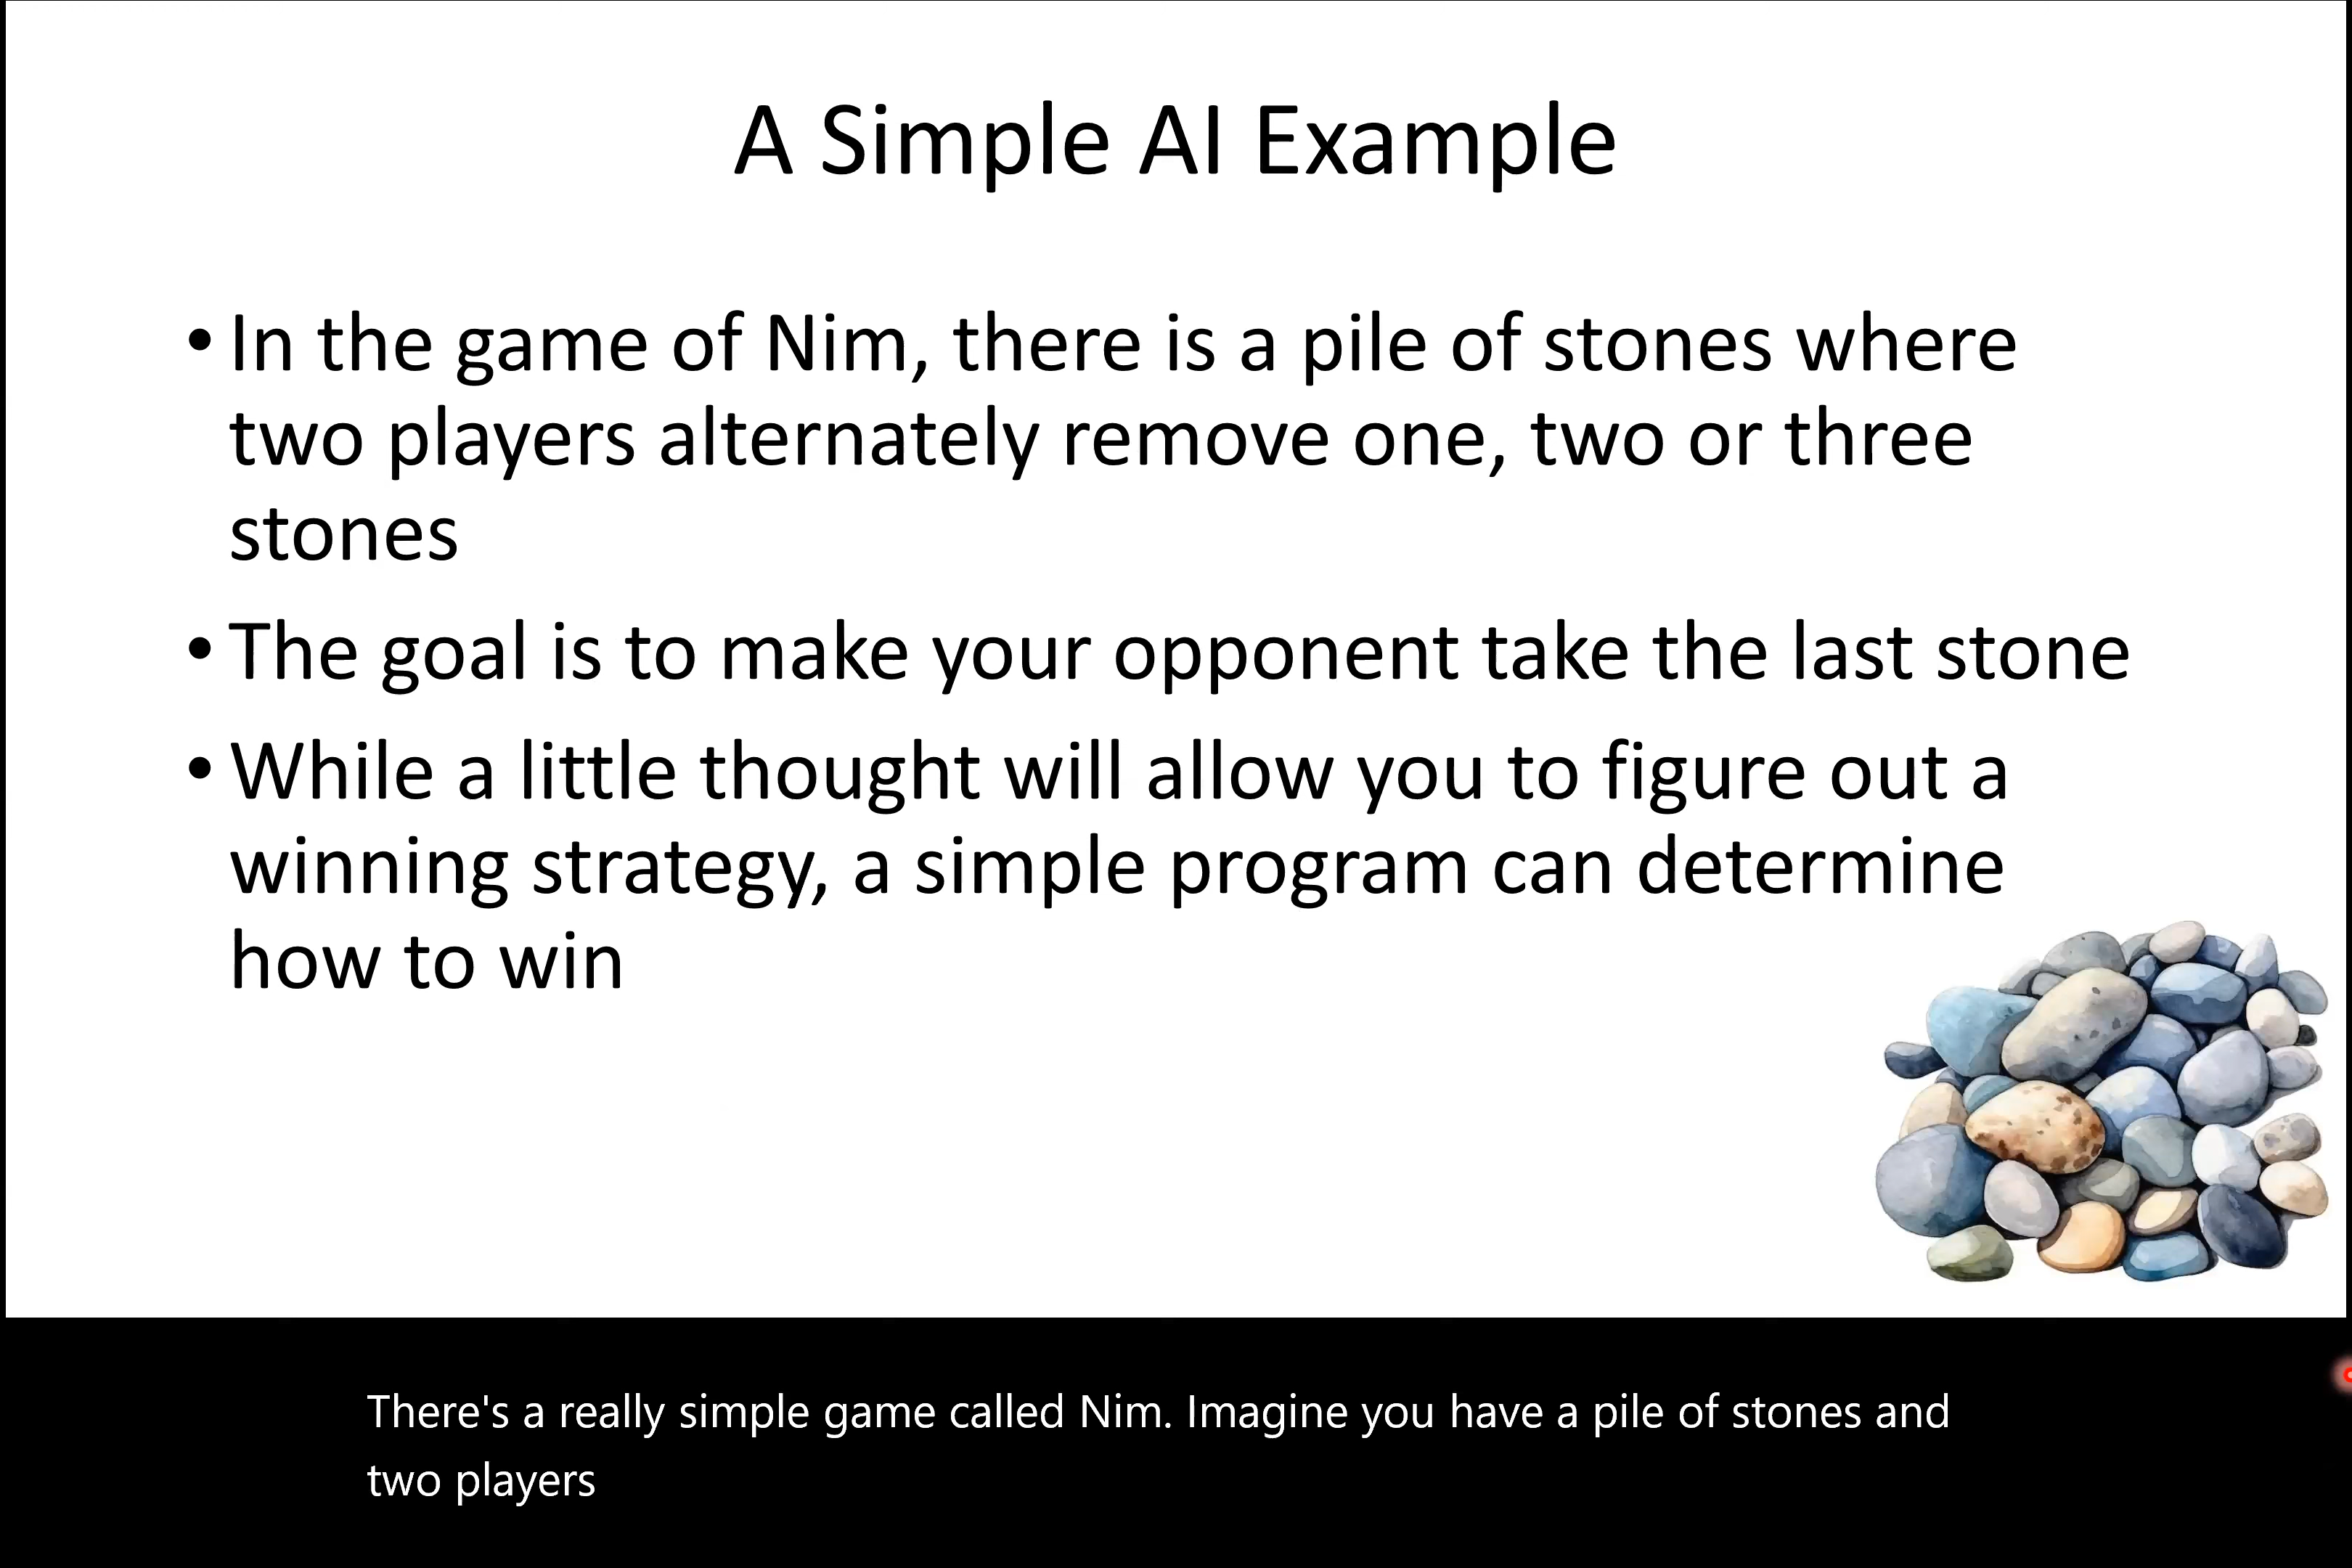 A Simple AI Example
• In the game of Nim, there is a pile of stones where
two players alternately remove one, two or three
stones
• The goal is to make your opponent take the last stone
• While a little thought will allow you to figure out a
winning strategy, a simple program can determine
how to win
There's a really simple game called Nim. Imagine you have a pile of stones and
two players